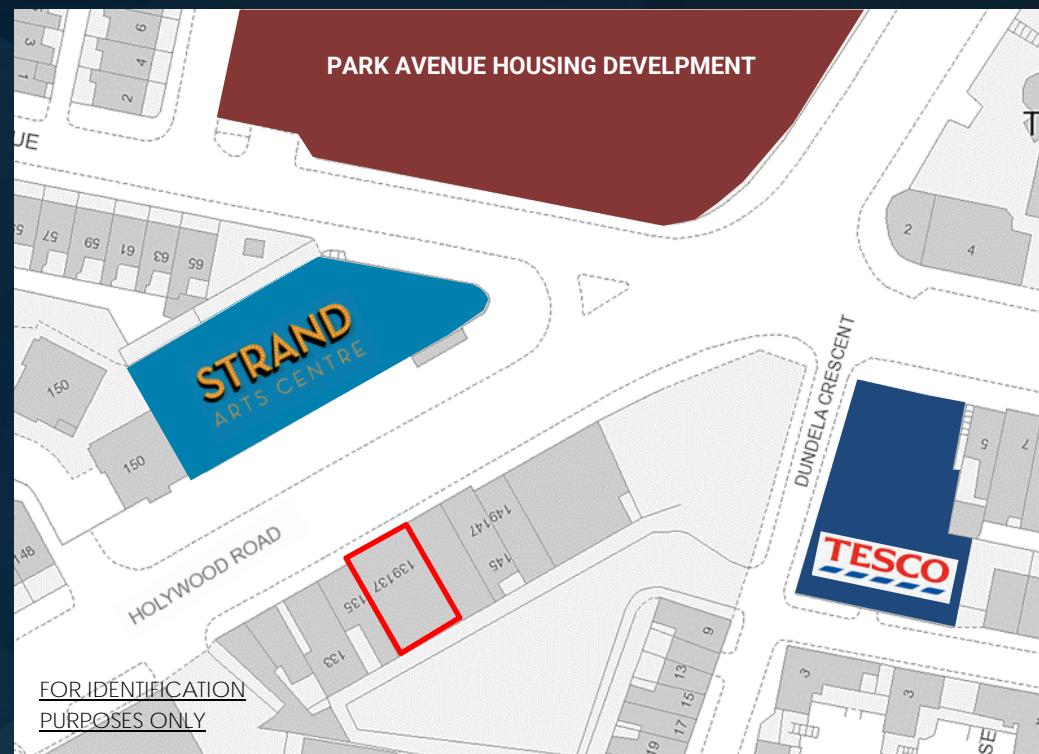 PARK AVENUE HOUSING DEVELPMENT
6
3
4
1
2
T
UE
57
59
61
63
65
2
4
STRAND
ARTS CENTRE
DUNDELA CRESCENT
150
150
5
7
148
HOLYWOOD ROAD
149
147
145
139
137
135
133
TESCO
9
13
15
17
19
3
3
SE
FOR IDENTIFICATION
PURPOSES ONLY